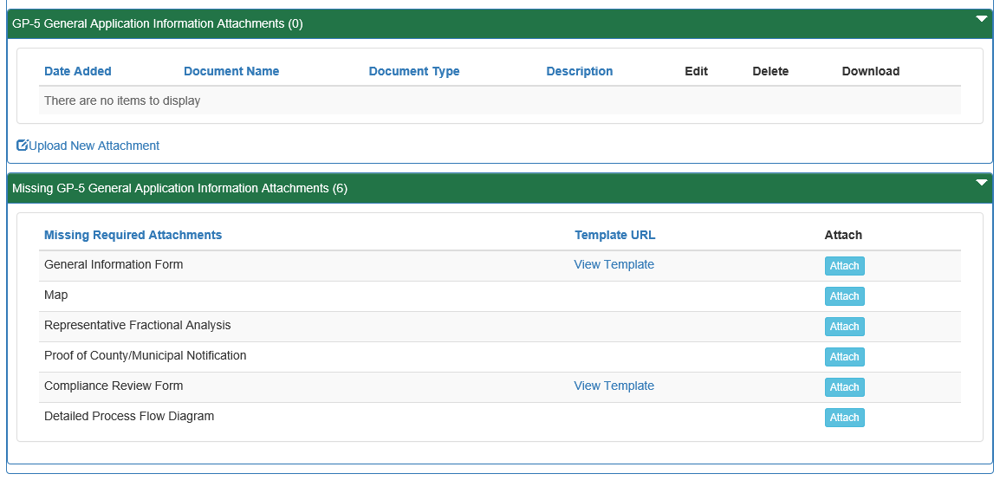 GP-5 General Application Information Attachments (0)
Date Added Document Name Document Type Description Edit Delete Download
There are no items to display
Upload New Attachment
Missing GP-5 General Application Information Attachments (6)
Missing Required Attachments Template URL Attach
General Information Form View Template Attach
Map Attach
Representative Fractional Analysis Attach
Proof of County/Municipal Notification Attach
Compliance Review Form View Template Attach
Detailed Process Flow Diagram Attach